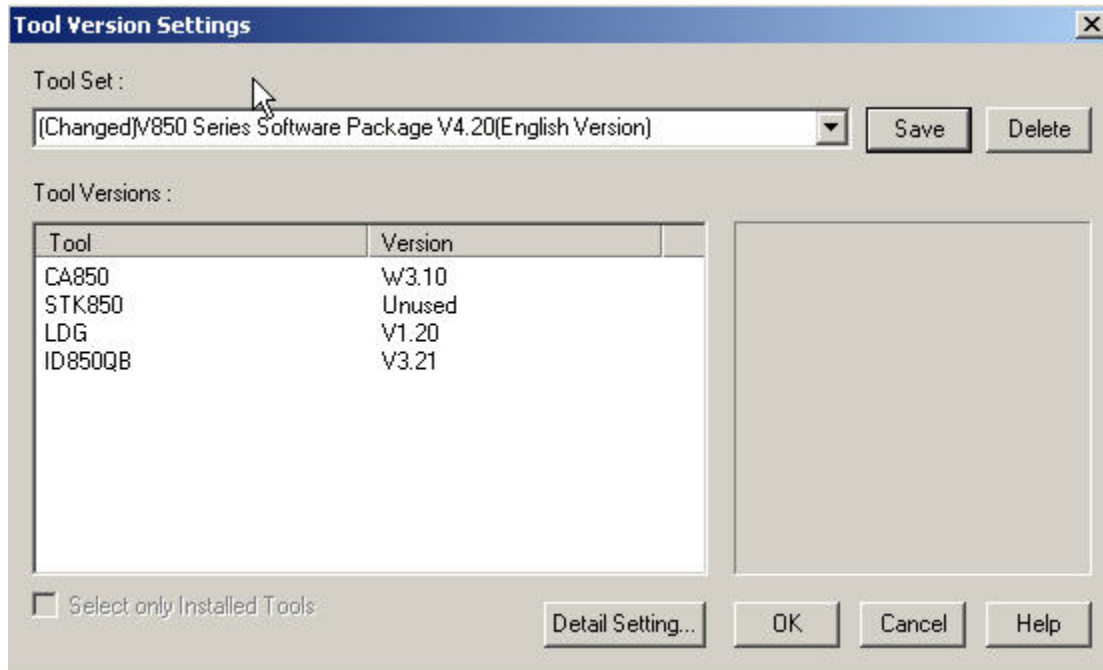 Tool Version Settings
Tool Set :
(Changed)V850 Series Software Package V4.20(English Version)
Save
Delete
Tool Versions :
Tool Version
CA850 W3.10
STK850 Unused
LDG V1.20
ID850QB V3.21
Select only Installed Tools
Detail Setting...
OK
Cancel
Help